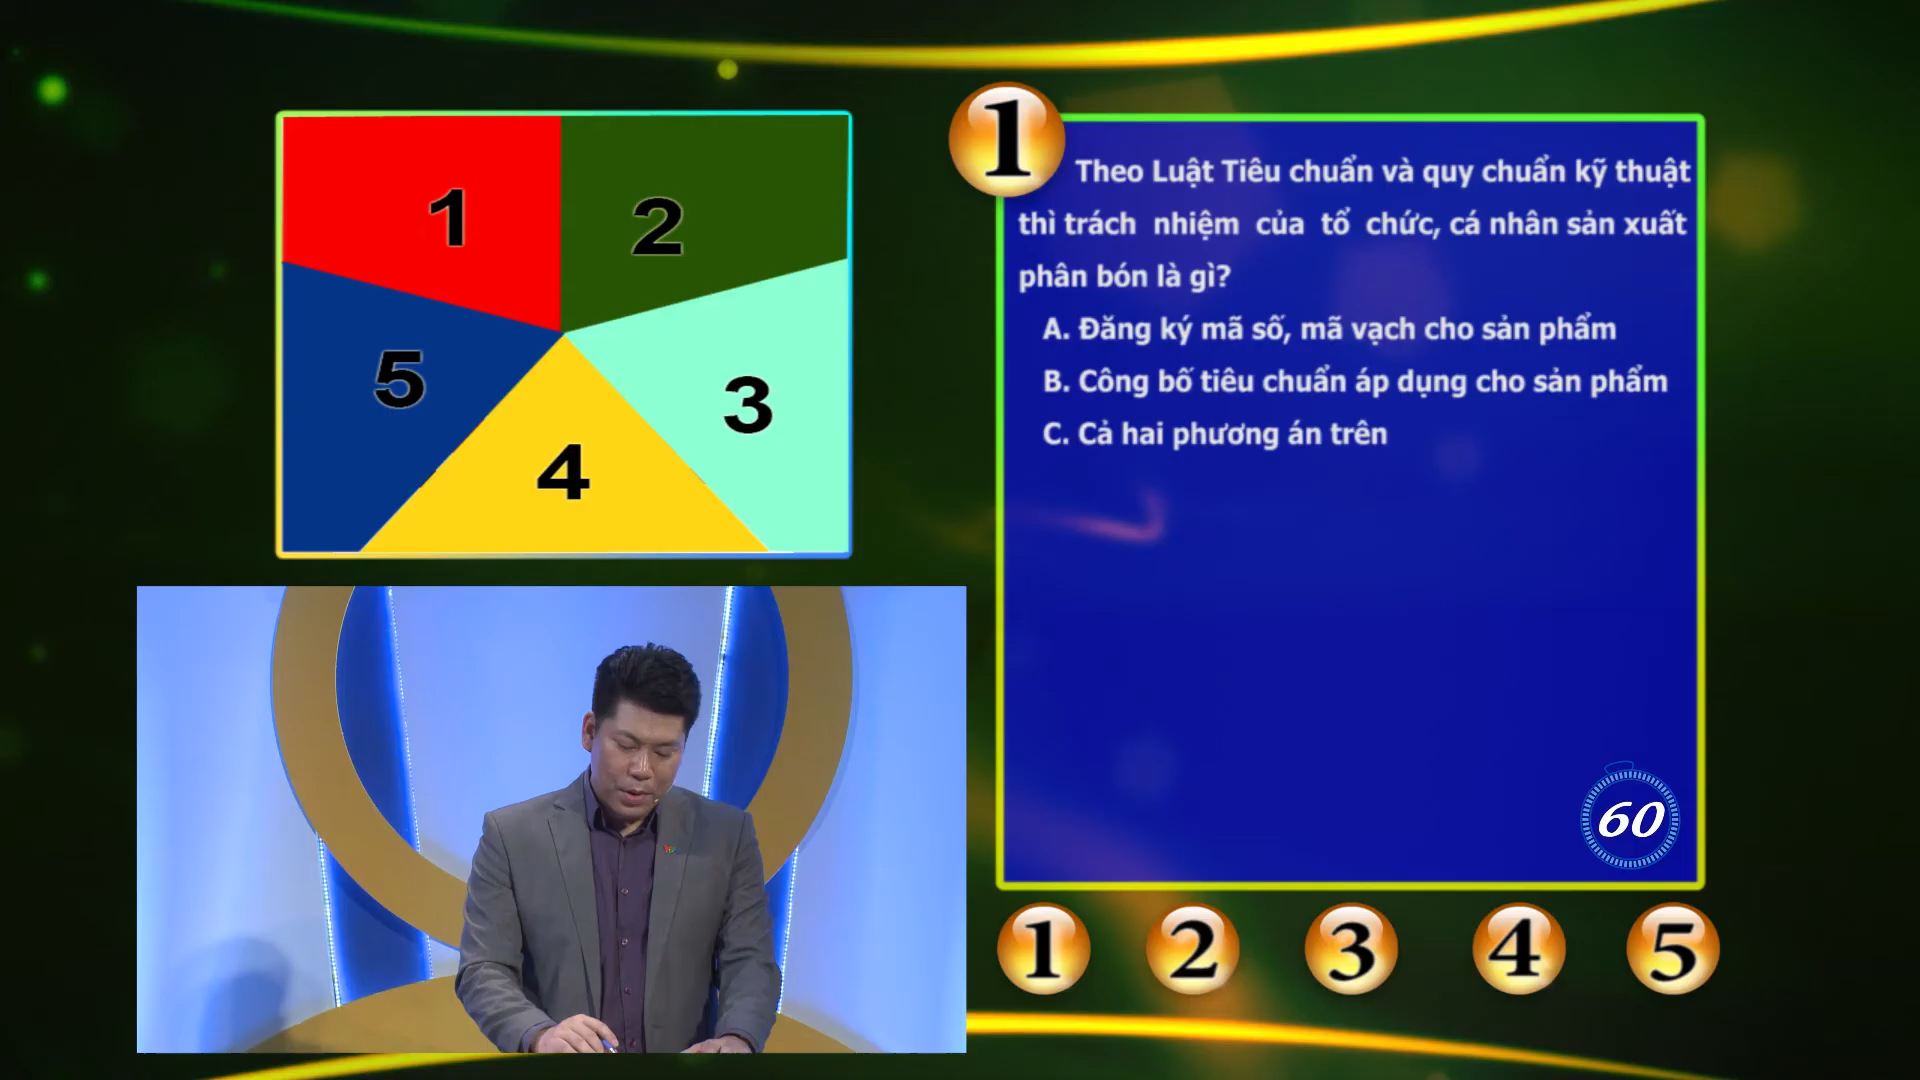 1
2
3
4
5
1
Theo Luật Tiêu chuẩn và quy chuẩn kỹ thuật
thì trách nhiệm của tổ chức, cá nhân sản xuất
phân bón là gì?
A. Đăng ký mã số, mã vạch cho sản phẩm
B. Công bố tiêu chuẩn áp dụng cho sản phẩm
C. Cả hai phương án trên
60
1 2 3 4 5